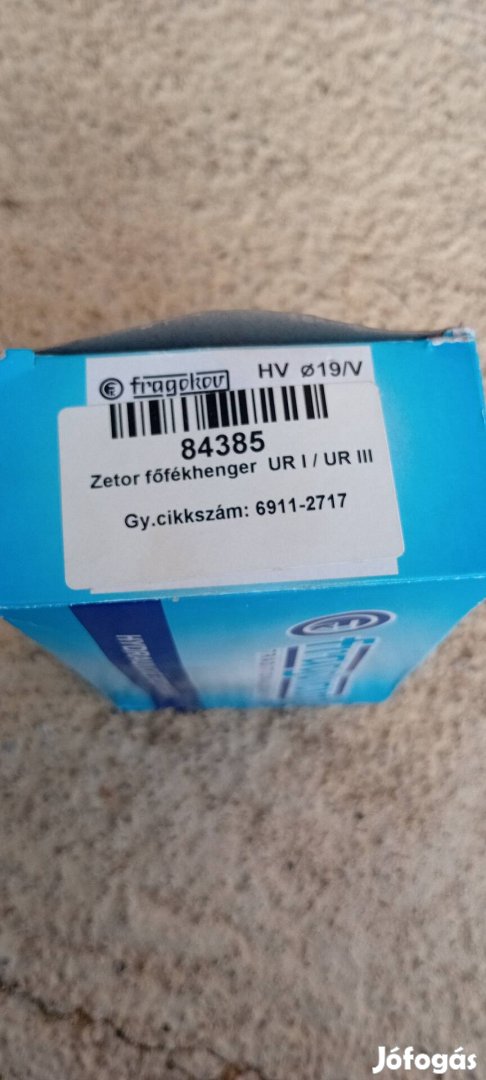 fragokov HV ø19/V
84385
Zetor főfékhenger UR I / UR III
Gy.cikkszám: 6911-2717
Jófogás